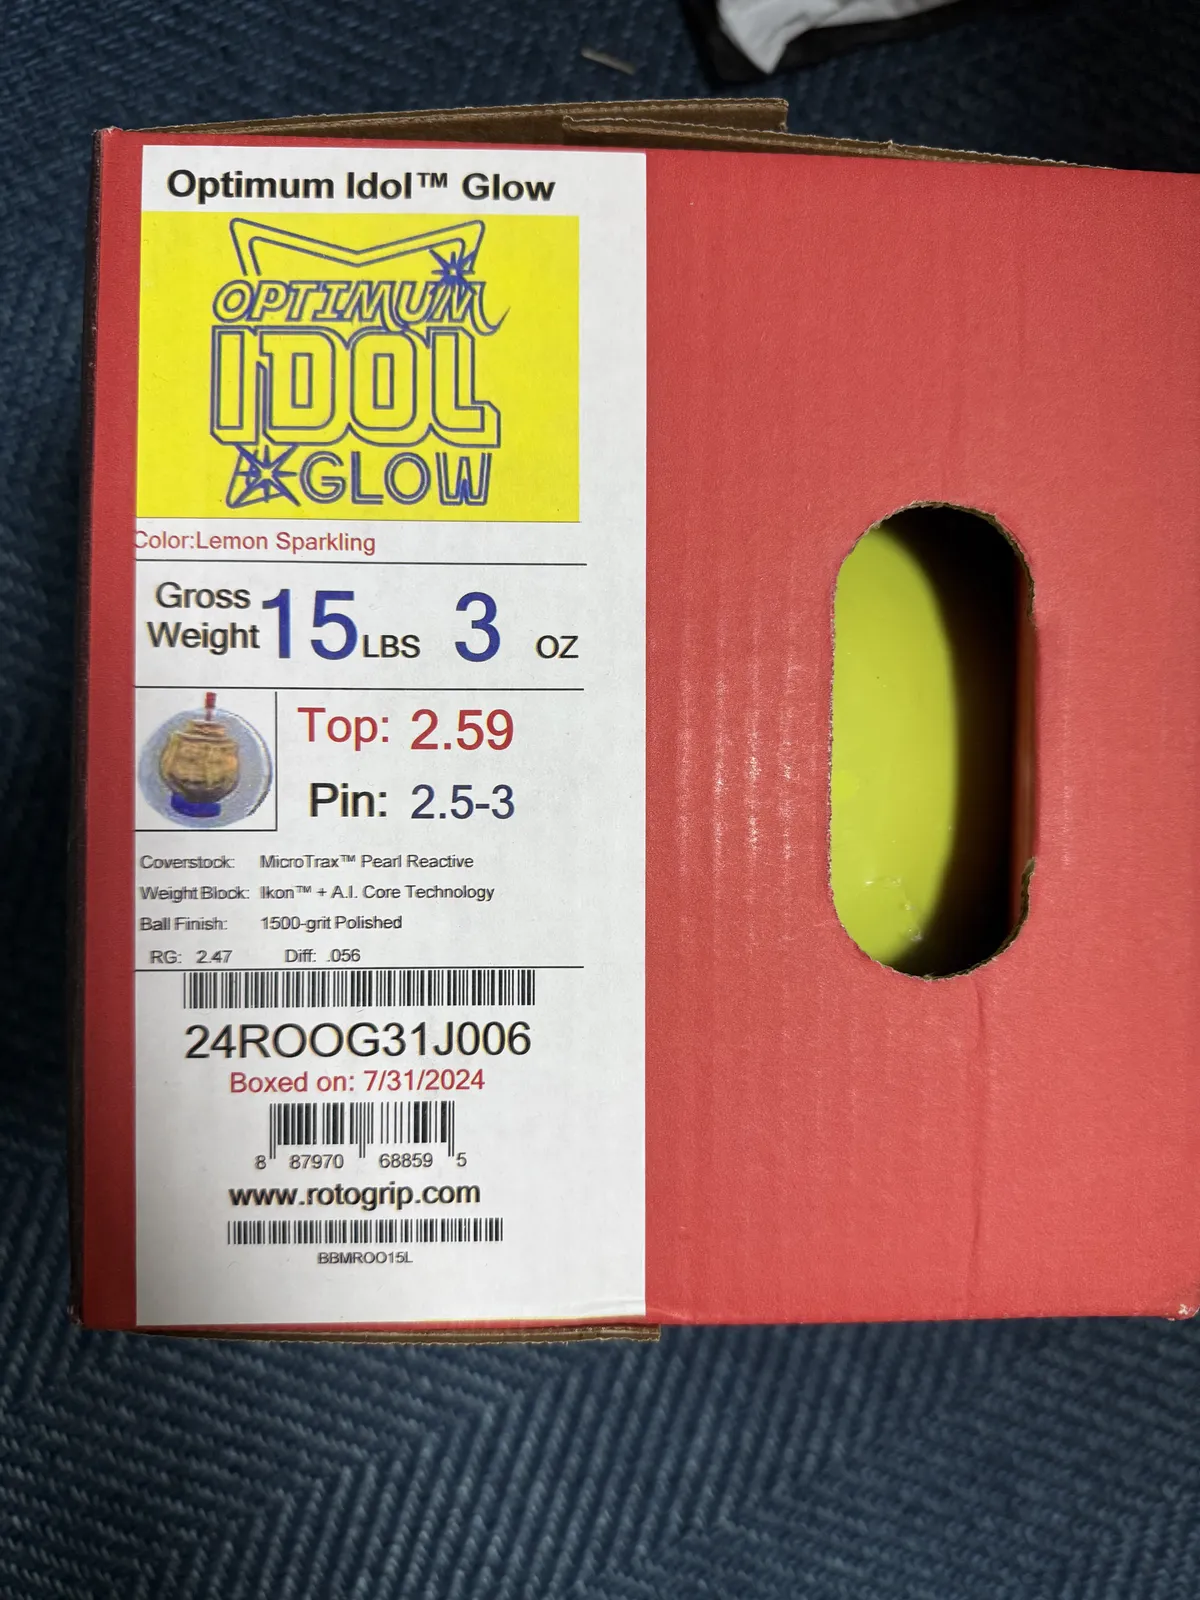 Optimum Idol™ Glow
OPTIMUM
IDOL
GLOW
Color:Lemon Sparkling
Gross Weight 15 LBS 3 OZ
Top: 2.59
Pin: 2.5-3
Coverstock: MicroTrax™ Pearl Reactive
Weight Block: Ikon™ + A.I. Core Technology
Ball Finish: 1500-grit Polished
RG: 2.47 Diff: .056
24ROOG31J006
Boxed on: 7/31/2024
8 87970 68859 5
www.rotogrip.com
BBMROO15L